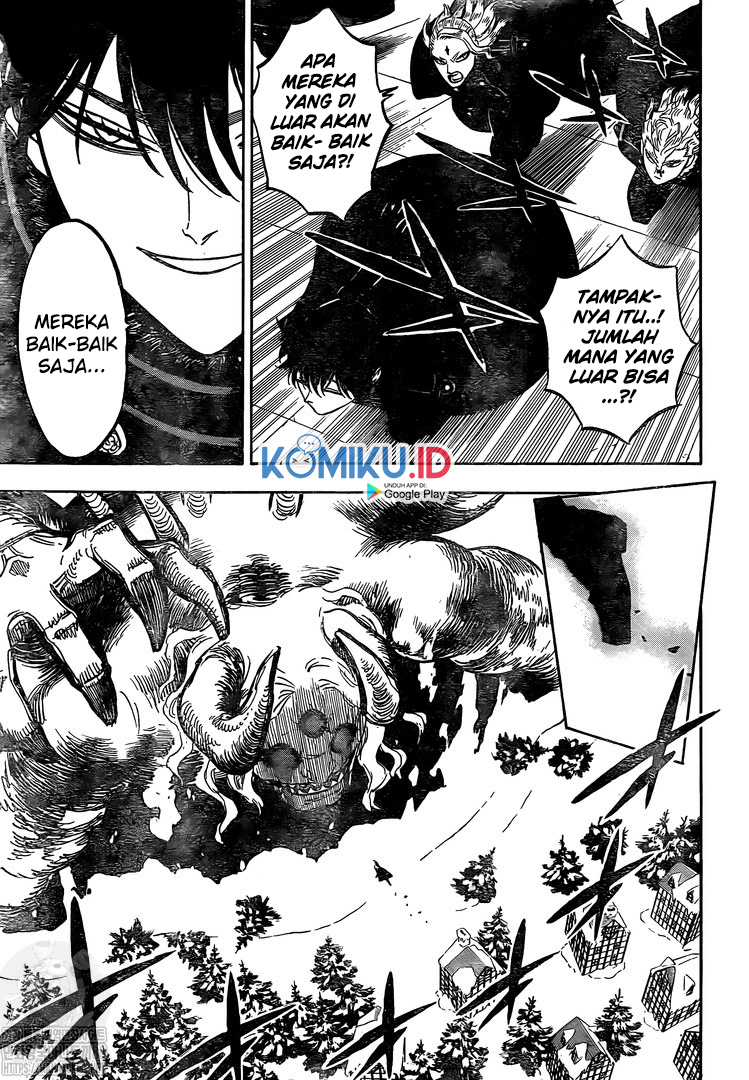 APA
MEREKA
YANG DI
LUAR AKAN
BAIK- BAIK
SAJA?!
TAMPAK-
NYA ITU..!
JUMLAH
MANA YANG
LUAR BISA
...?!
MEREKA
BAIK-BAIK
SAJA...
KOMIKU.ID
UNDUH APP DI:
Google Play